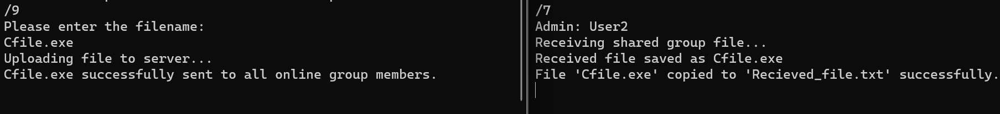 /9
Please enter the filename:
Cfile.exe
Uploading file to server...
Cfile.exe successfully sent to all online group members.
/7
Admin: User2
Receiving shared group file...
Received file saved as Cfile.exe
File 'Cfile.exe' copied to 'Recieved_file.txt' successfully.